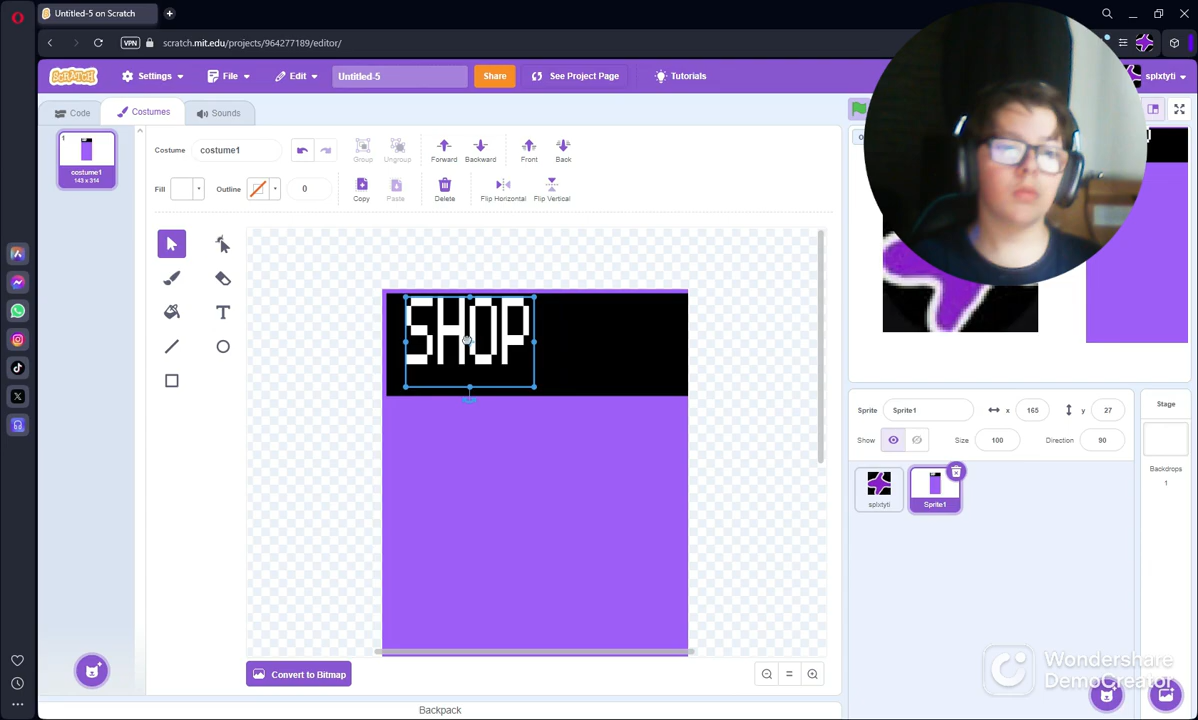 Untitled-5 on Scratch
VPN
scratch.mit.edu/projects/964277189/editor/
SCRATCH
Settings
File
Edit
Untitled-5
Share
See Project Page
Tutorials
splxtyti
Code
Costumes
Sounds
1
costume1
143 x 314
Costume
costume1
Group
Ungroup
Forward
Backward
Front
Back
Fill
Outline
0
Copy
Paste
Delete
Flip Horizontal
Flip Vertical
T
SHOP
Convert to Bitmap
Backpack
Sprite
Sprite1
x
165
y
27
Show
Size
100
Direction
90
splxtyti
Sprite1
Stage
Backdrops
1
Wondershare
DemoCreator